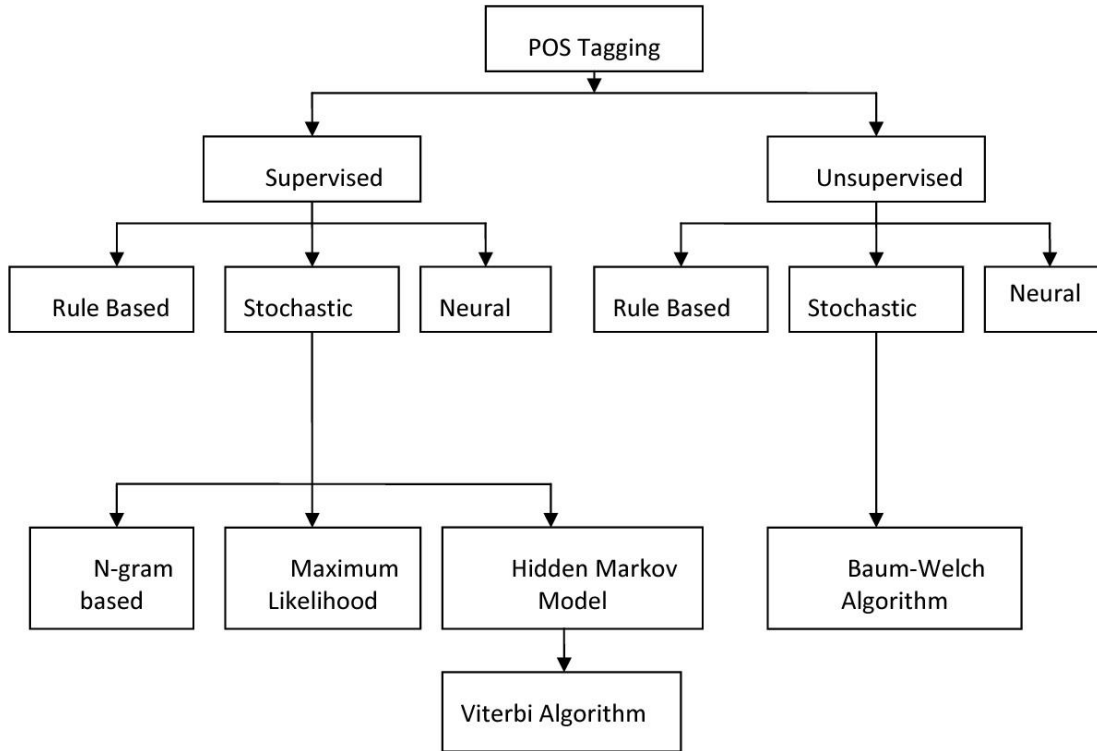 POS Tagging
Supervised
Unsupervised
Rule Based
Stochastic
Neural
Rule Based
Stochastic
Neural
N-gram
based
Maximum
Likelihood
Hidden Markov
Model
Baum-Welch
Algorithm
Viterbi Algorithm